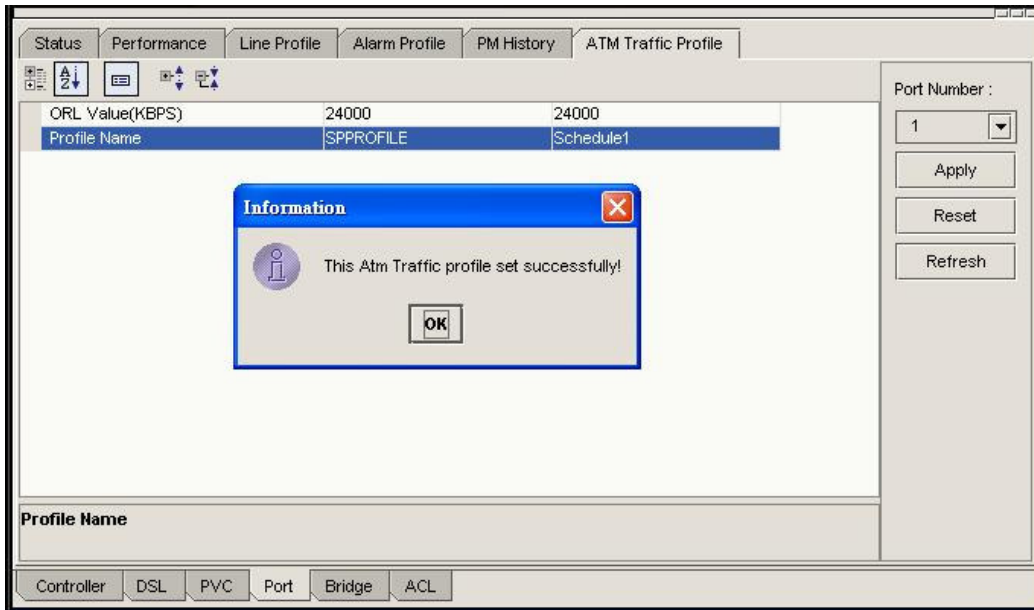 Status Performance Line Profile Alarm Profile PM History ATM Traffic Profile
Port Number :
ORL Value(KBPS) 24000 24000
1
Profile Name SPPROFILE Schedule1
Apply
Information
Reset
This Atm Traffic profile set successfully!
Refresh
OK
Profile Name
Controller DSL PVC Port Bridge ACL